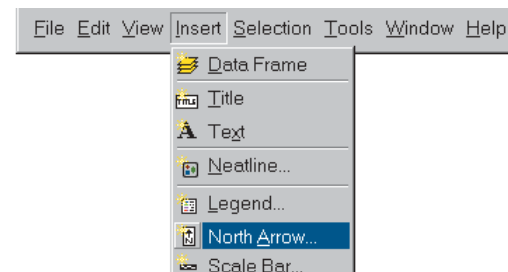 File Edit View Insert Selection Tools Window Help
Data Frame
Title
Text
Neatline...
Legend...
North Arrow...
Scale Bar...